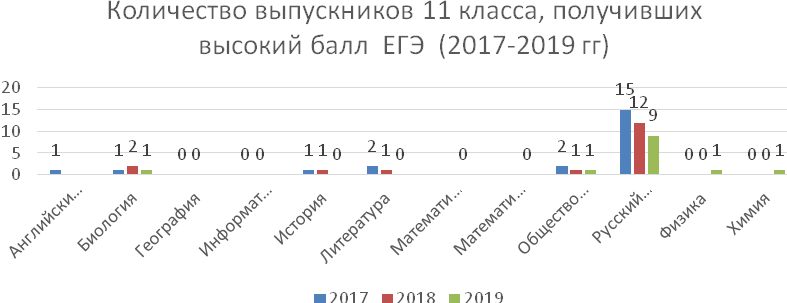 Количество выпускников 11 класса, получивших
высокий балл ЕГЭ (2017-2019 гг)
20
15
10
5
0
1
1 2 1
0 0
0 0
1 1 0
2 1 0
0
0
2 1 1
15 12 9
0 0 1
0 0 1
Английски...
Биология
География
Информат...
История
Литература
Математи...
Математи...
Общество...
Русский...
Физика
Химия
2017 2018 2019